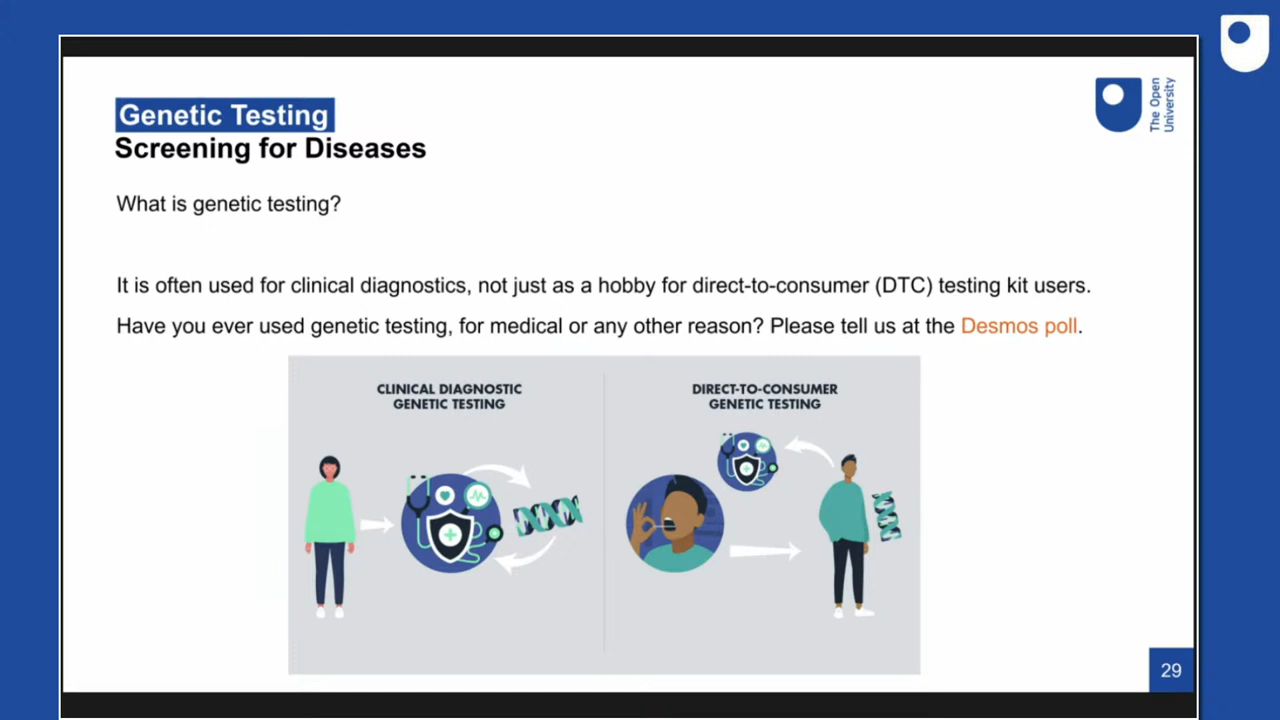 Genetic Testing
Screening for Diseases
The Open
University
What is genetic testing?
It is often used for clinical diagnostics, not just as a hobby for direct-to-consumer (DTC) testing kit users.
Have you ever used genetic testing, for medical or any other reason? Please tell us at the Desmos poll.
CLINICAL DIAGNOSTIC
GENETIC TESTING
DIRECT-TO-CONSUMER
GENETIC TESTING
29